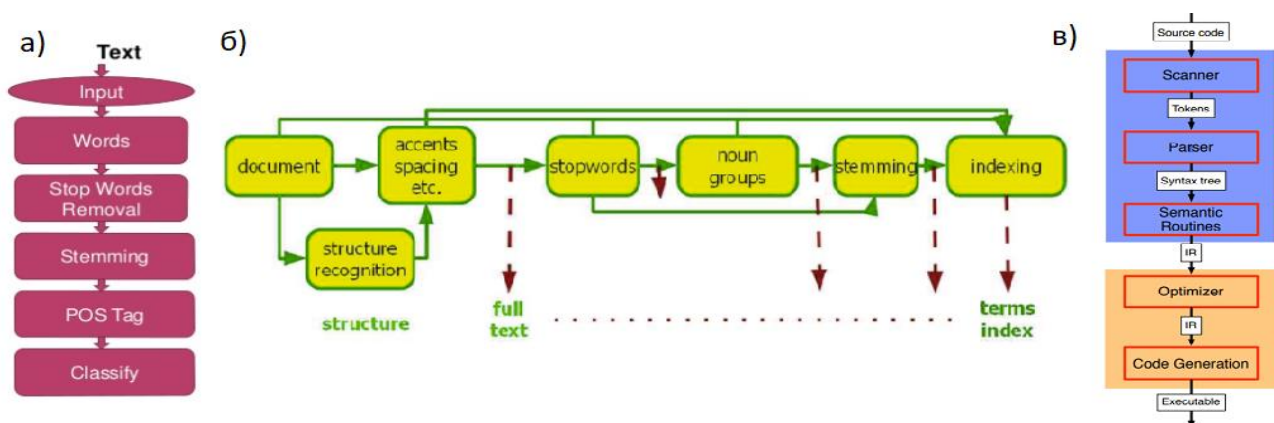 а)
Text
Input
Words
Stop Words
Removal
Stemming
POS Tag
Classify
б)
document
accents
spacing
etc.
stopwords
noun
groups
stemming
indexing
structure
recognition
structure
full
text
terms
index
в)
Source code
Scanner
Tokens
Parser
Syntax tree
Semantic
Routines
IR
Optimizer
IR
Code Generation
Executable